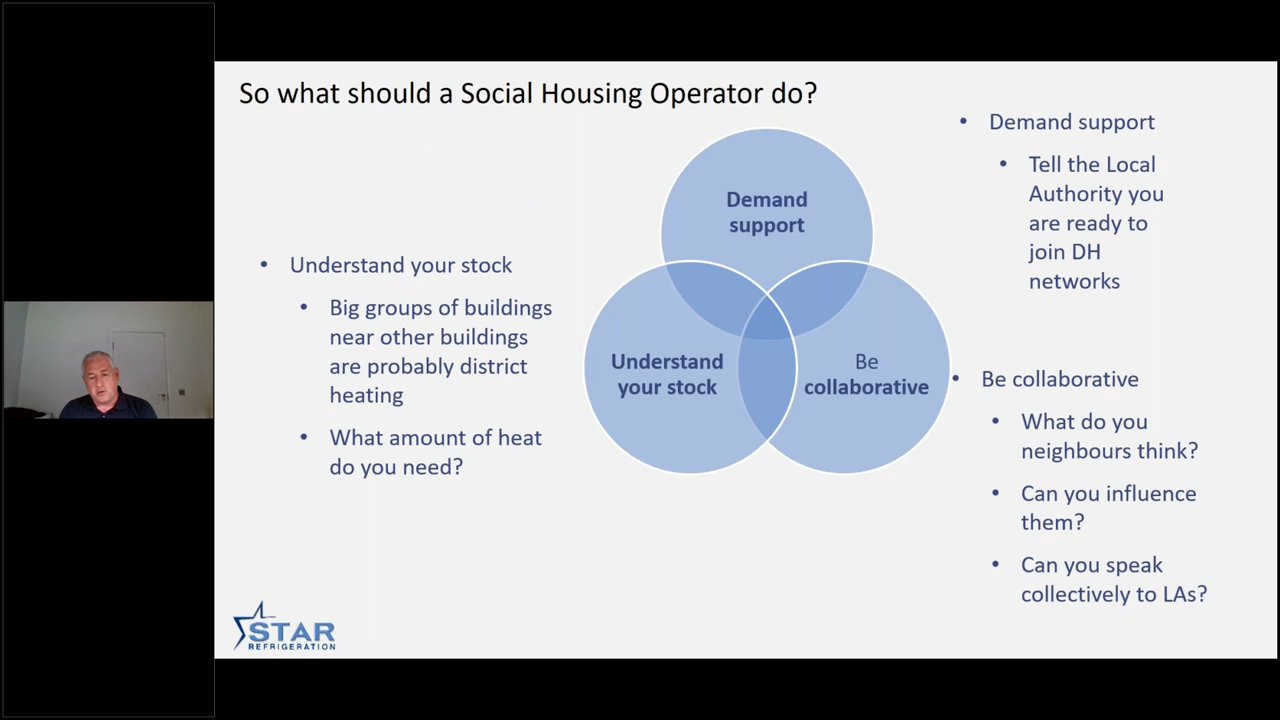 So what should a Social Housing Operator do?
• Understand your stock
• Big groups of buildings
near other buildings
are probably district
heating
• What amount of heat
do you need?
Demand
support
Understand
your stock
Be
collaborative
• Demand support
• Tell the Local
Authority you
are ready to
join DH
networks
• Be collaborative
• What do you
neighbours think?
• Can you influence
them?
• Can you speak
collectively to LAs?
STAR
REFRIGERATION